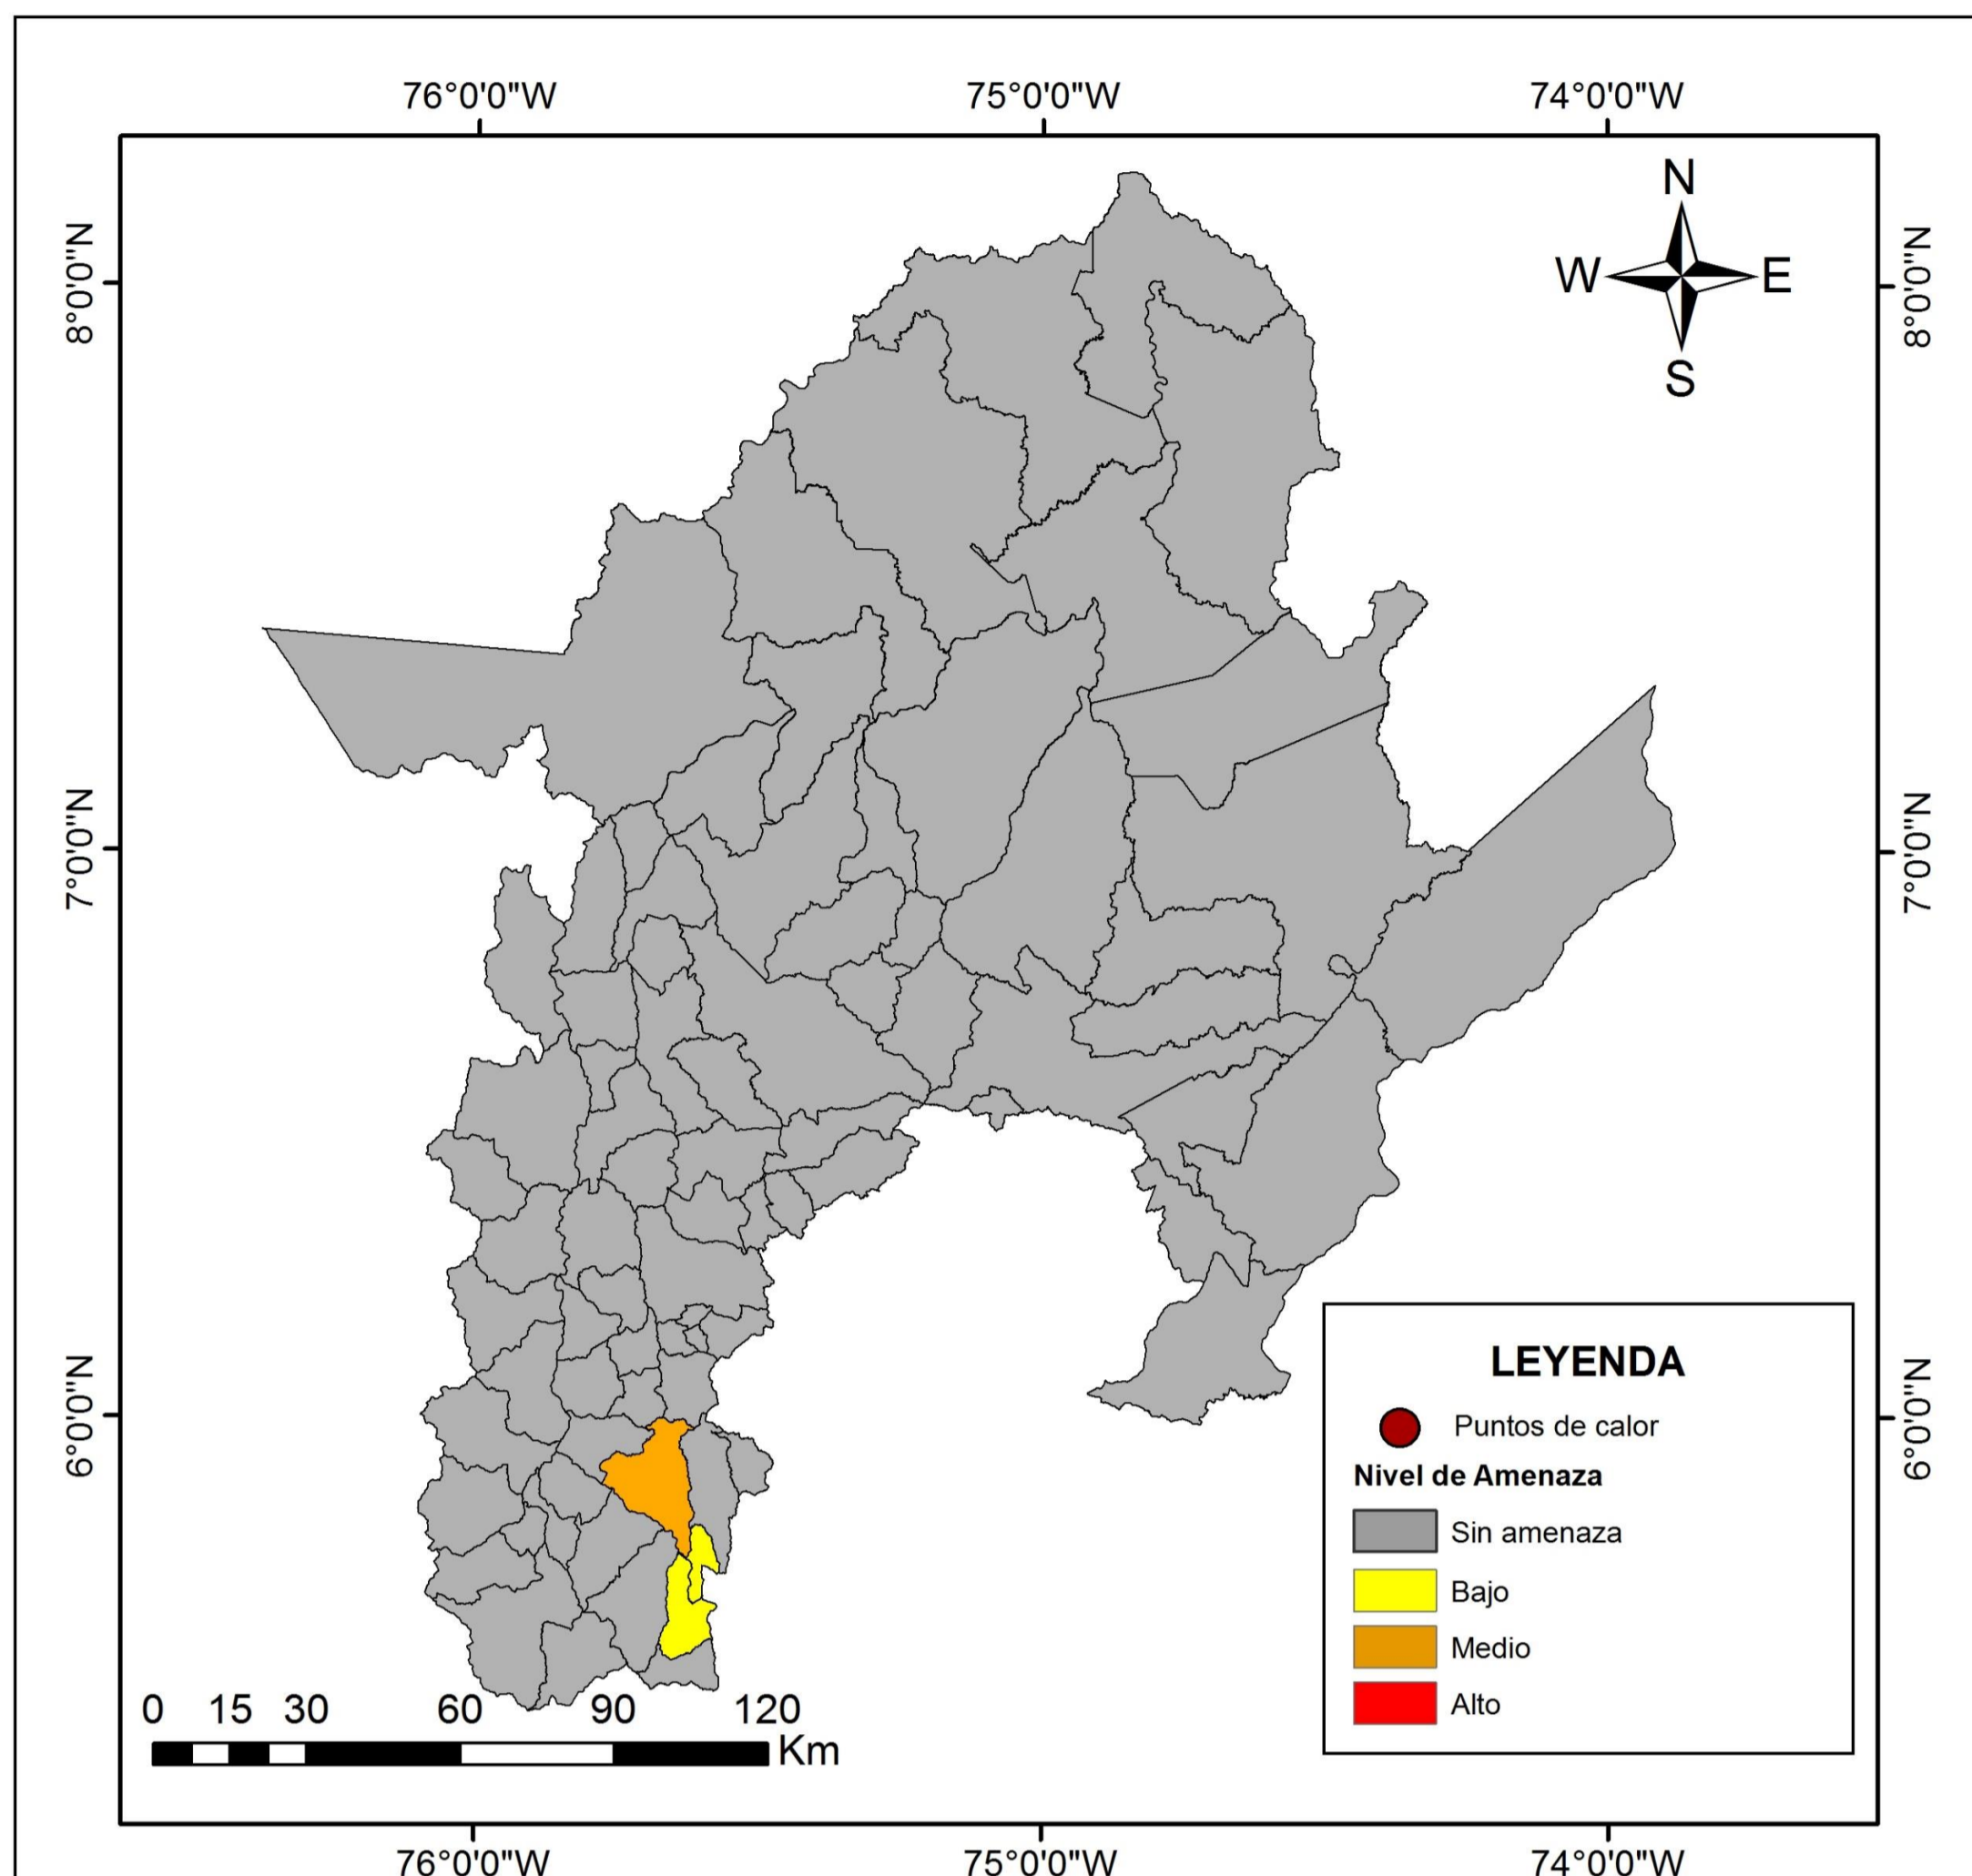 76°0'0"W 75°0'0"W 74°0'0"W
N
W E
S
8°0'0"N 8°0'0"N
7°0'0"N 7°0'0"N
6°0'0"N 6°0'0"N
LEYENDA
Puntos de calor
Nivel de Amenaza
Sin amenaza
Bajo
Medio
Alto
0 15 30 60 90 120
Km
76°0'0"W 75°0'0"W 74°0'0"W